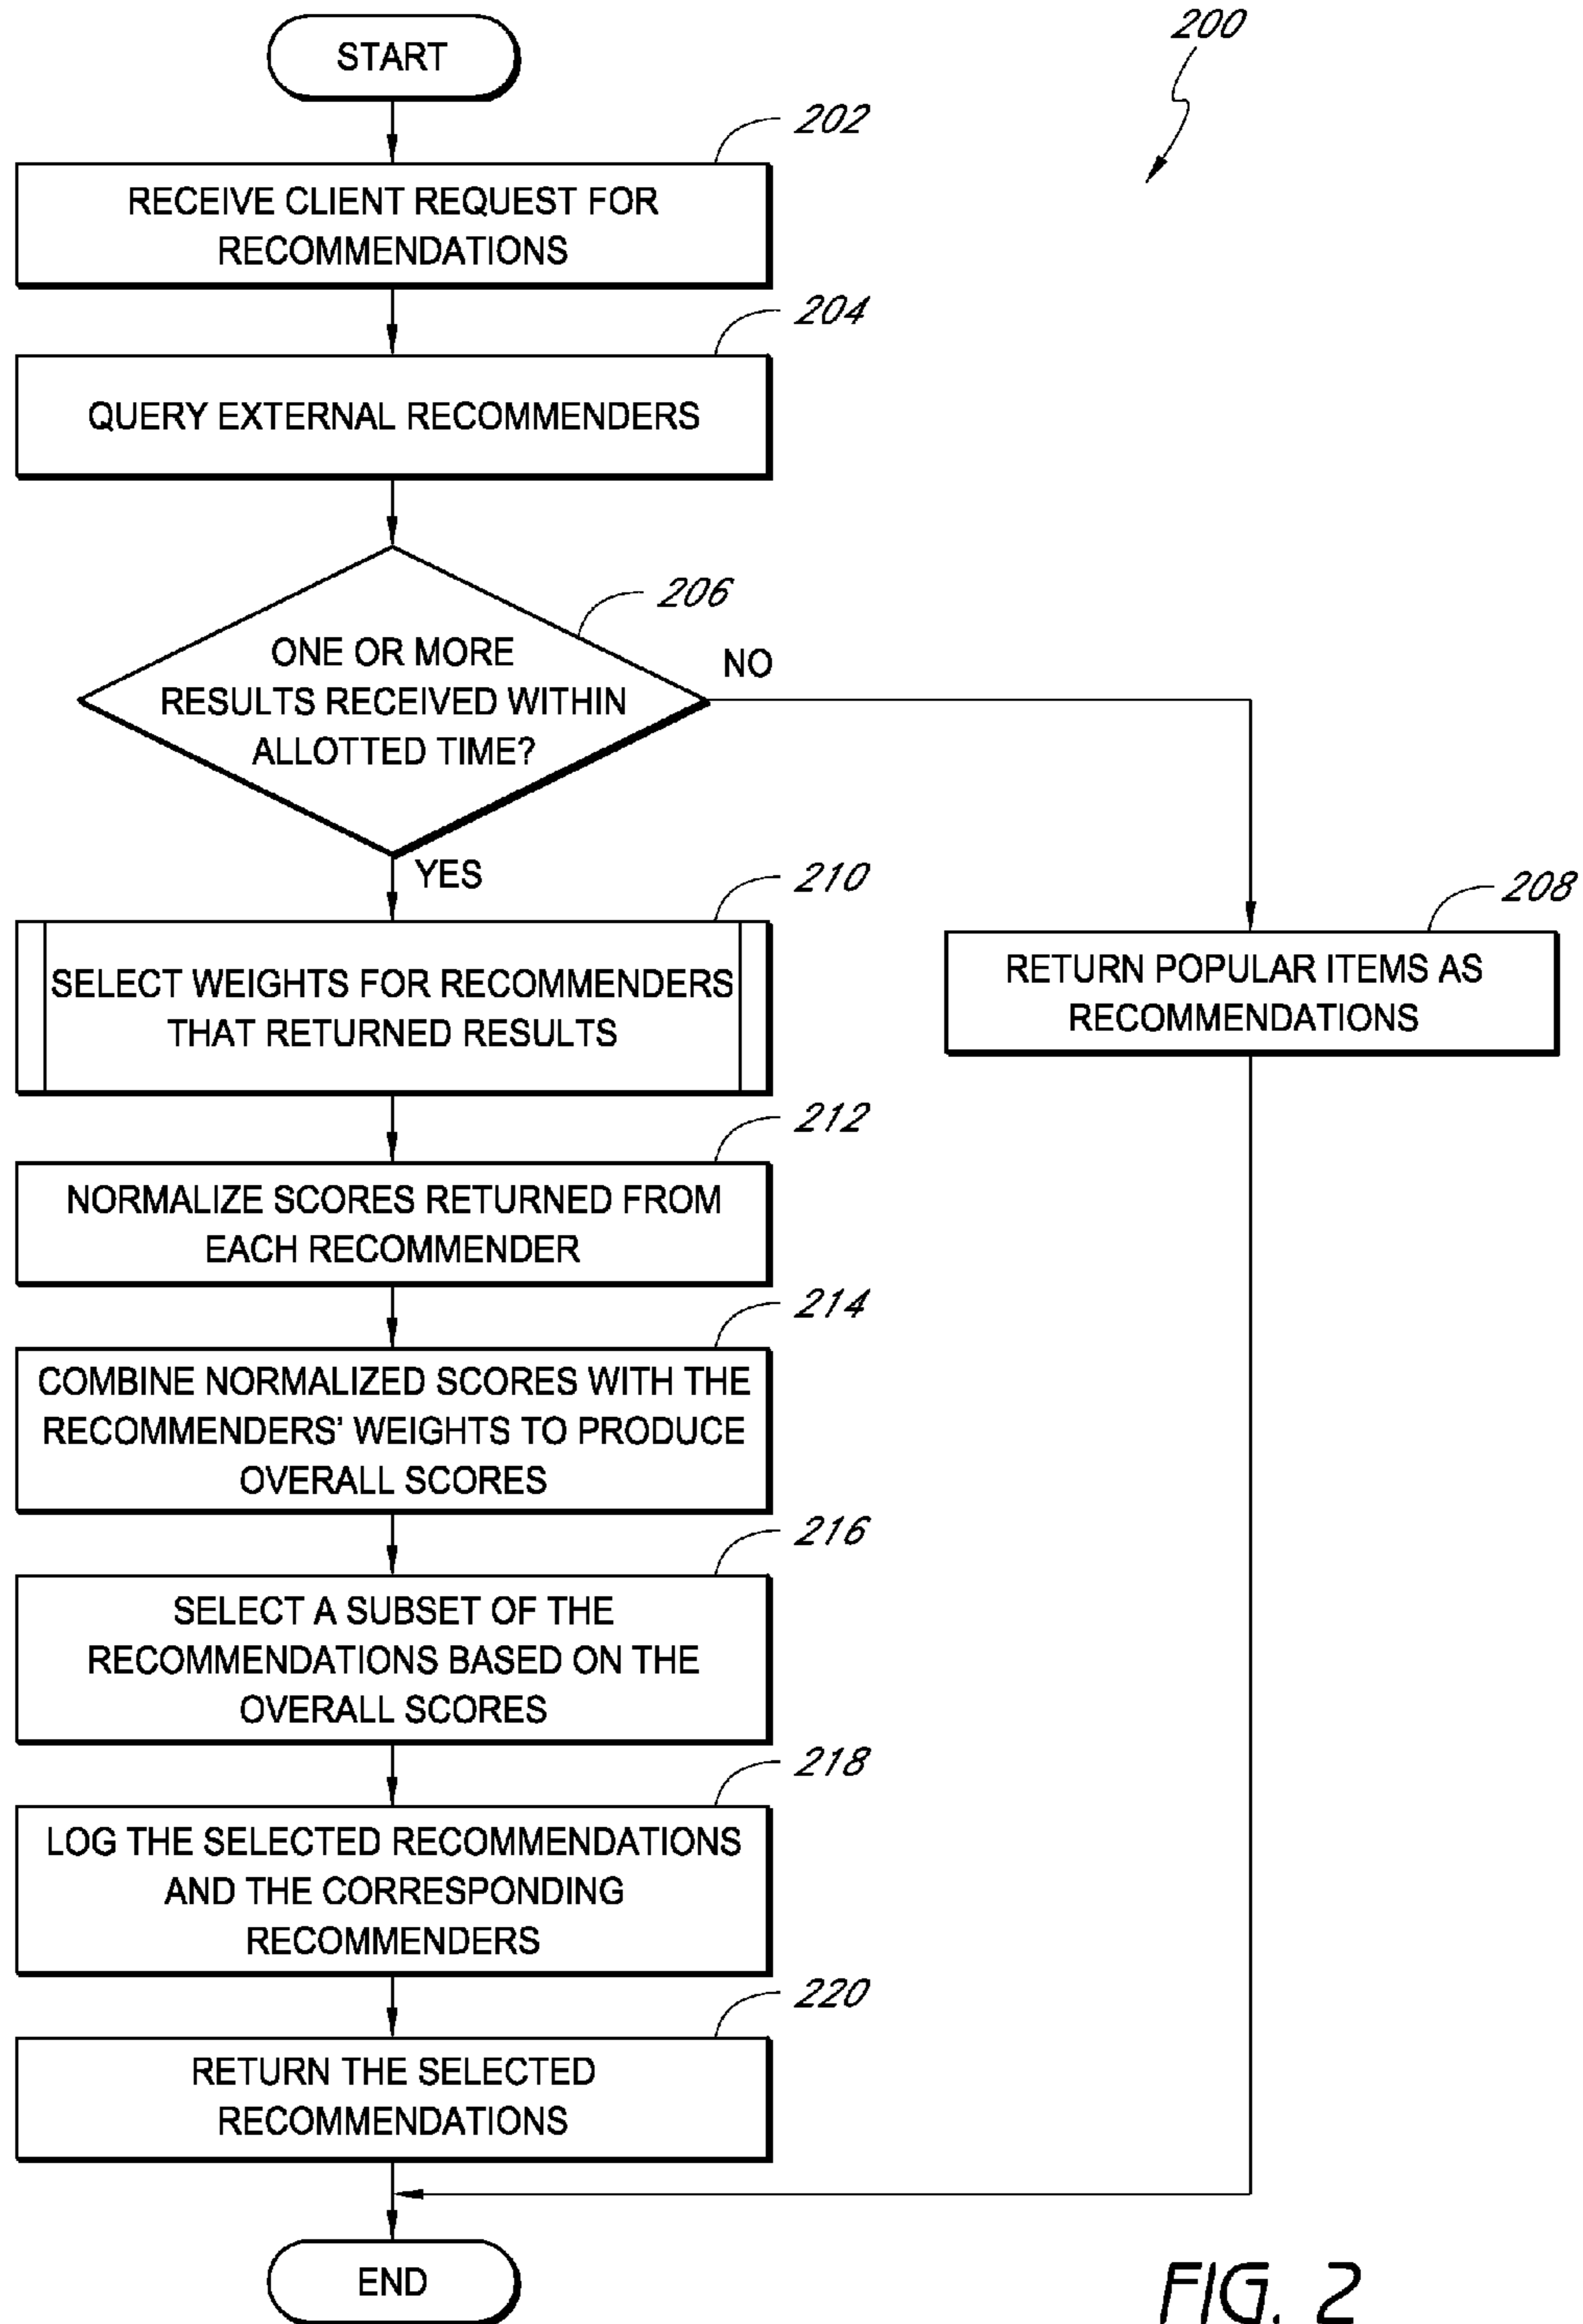 START
200
202
RECEIVE CLIENT REQUEST FOR
RECOMMENDATIONS
204
QUERY EXTERNAL RECOMMENDERS
206
ONE OR MORE
RESULTS RECEIVED WITHIN
ALLOTTED TIME?
NO
YES
210
SELECT WEIGHTS FOR RECOMMENDERS
THAT RETURNED RESULTS
208
RETURN POPULAR ITEMS AS
RECOMMENDATIONS
212
NORMALIZE SCORES RETURNED FROM
EACH RECOMMENDER
214
COMBINE NORMALIZED SCORES WITH THE
RECOMMENDERS' WEIGHTS TO PRODUCE
OVERALL SCORES
216
SELECT A SUBSET OF THE
RECOMMENDATIONS BASED ON THE
OVERALL SCORES
218
LOG THE SELECTED RECOMMENDATIONS
AND THE CORRESPONDING
RECOMMENDERS
220
RETURN THE SELECTED
RECOMMENDATIONS
END
FIG. 2